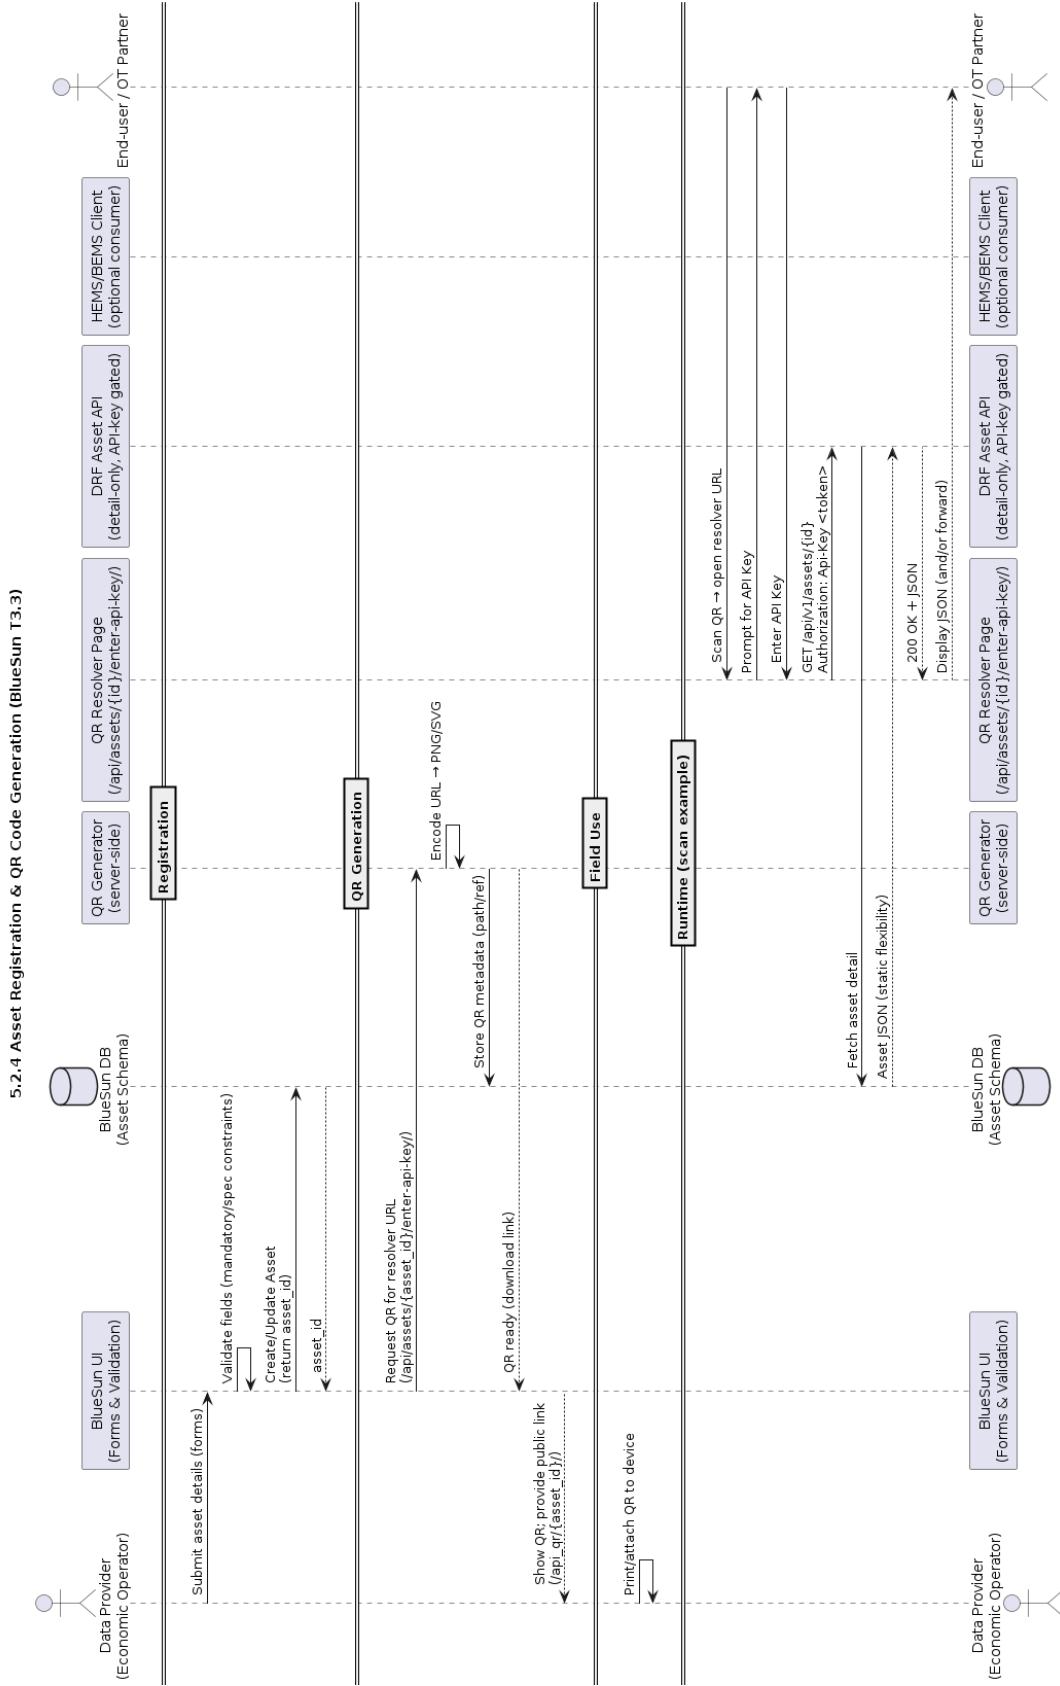 5.2.4 Asset Registration & QR Code Generation (BlueSun T3.3)
Data Provider
(Economic Operator)
BlueSun UI
(Forms & Validation)
BlueSun DB
(Asset Schema)
QR Generator
(server-side)
QR Resolver Page
(/api/assets/{id}/enter-api-key/)
DRF Asset API
(detail-only, API-key gated)
HEMS/BEMS Client
(optional consumer)
End-user / OT Partner
Registration
Submit asset details (forms)
Validate fields (mandatory/spec constraints)
Create/Update Asset
(return asset_id)
asset_id
QR Generation
Request QR for resolver URL
(/api/assets/{asset_id}/enter-api-key/)
Encode URL → PNG/SVG
Store QR metadata (path/ref)
QR ready (download link)
Show QR; provide public link
(/api_qr/{asset_id}/)
Field Use
Print/attach QR to device
Runtime (scan example)
Scan QR → open resolver URL
Prompt for API Key
Enter API Key
GET /api/v1/assets/{id}
Authorization: Api-Key <token>
Fetch asset detail
Asset JSON (static flexibility)
200 OK + JSON
Display JSON (and/or forward)
Data Provider
(Economic Operator)
BlueSun UI
(Forms & Validation)
BlueSun DB
(Asset Schema)
QR Generator
(server-side)
QR Resolver Page
(/api/assets/{id}/enter-api-key/)
DRF Asset API
(detail-only, API-key gated)
HEMS/BEMS Client
(optional consumer)
End-user / OT Partner